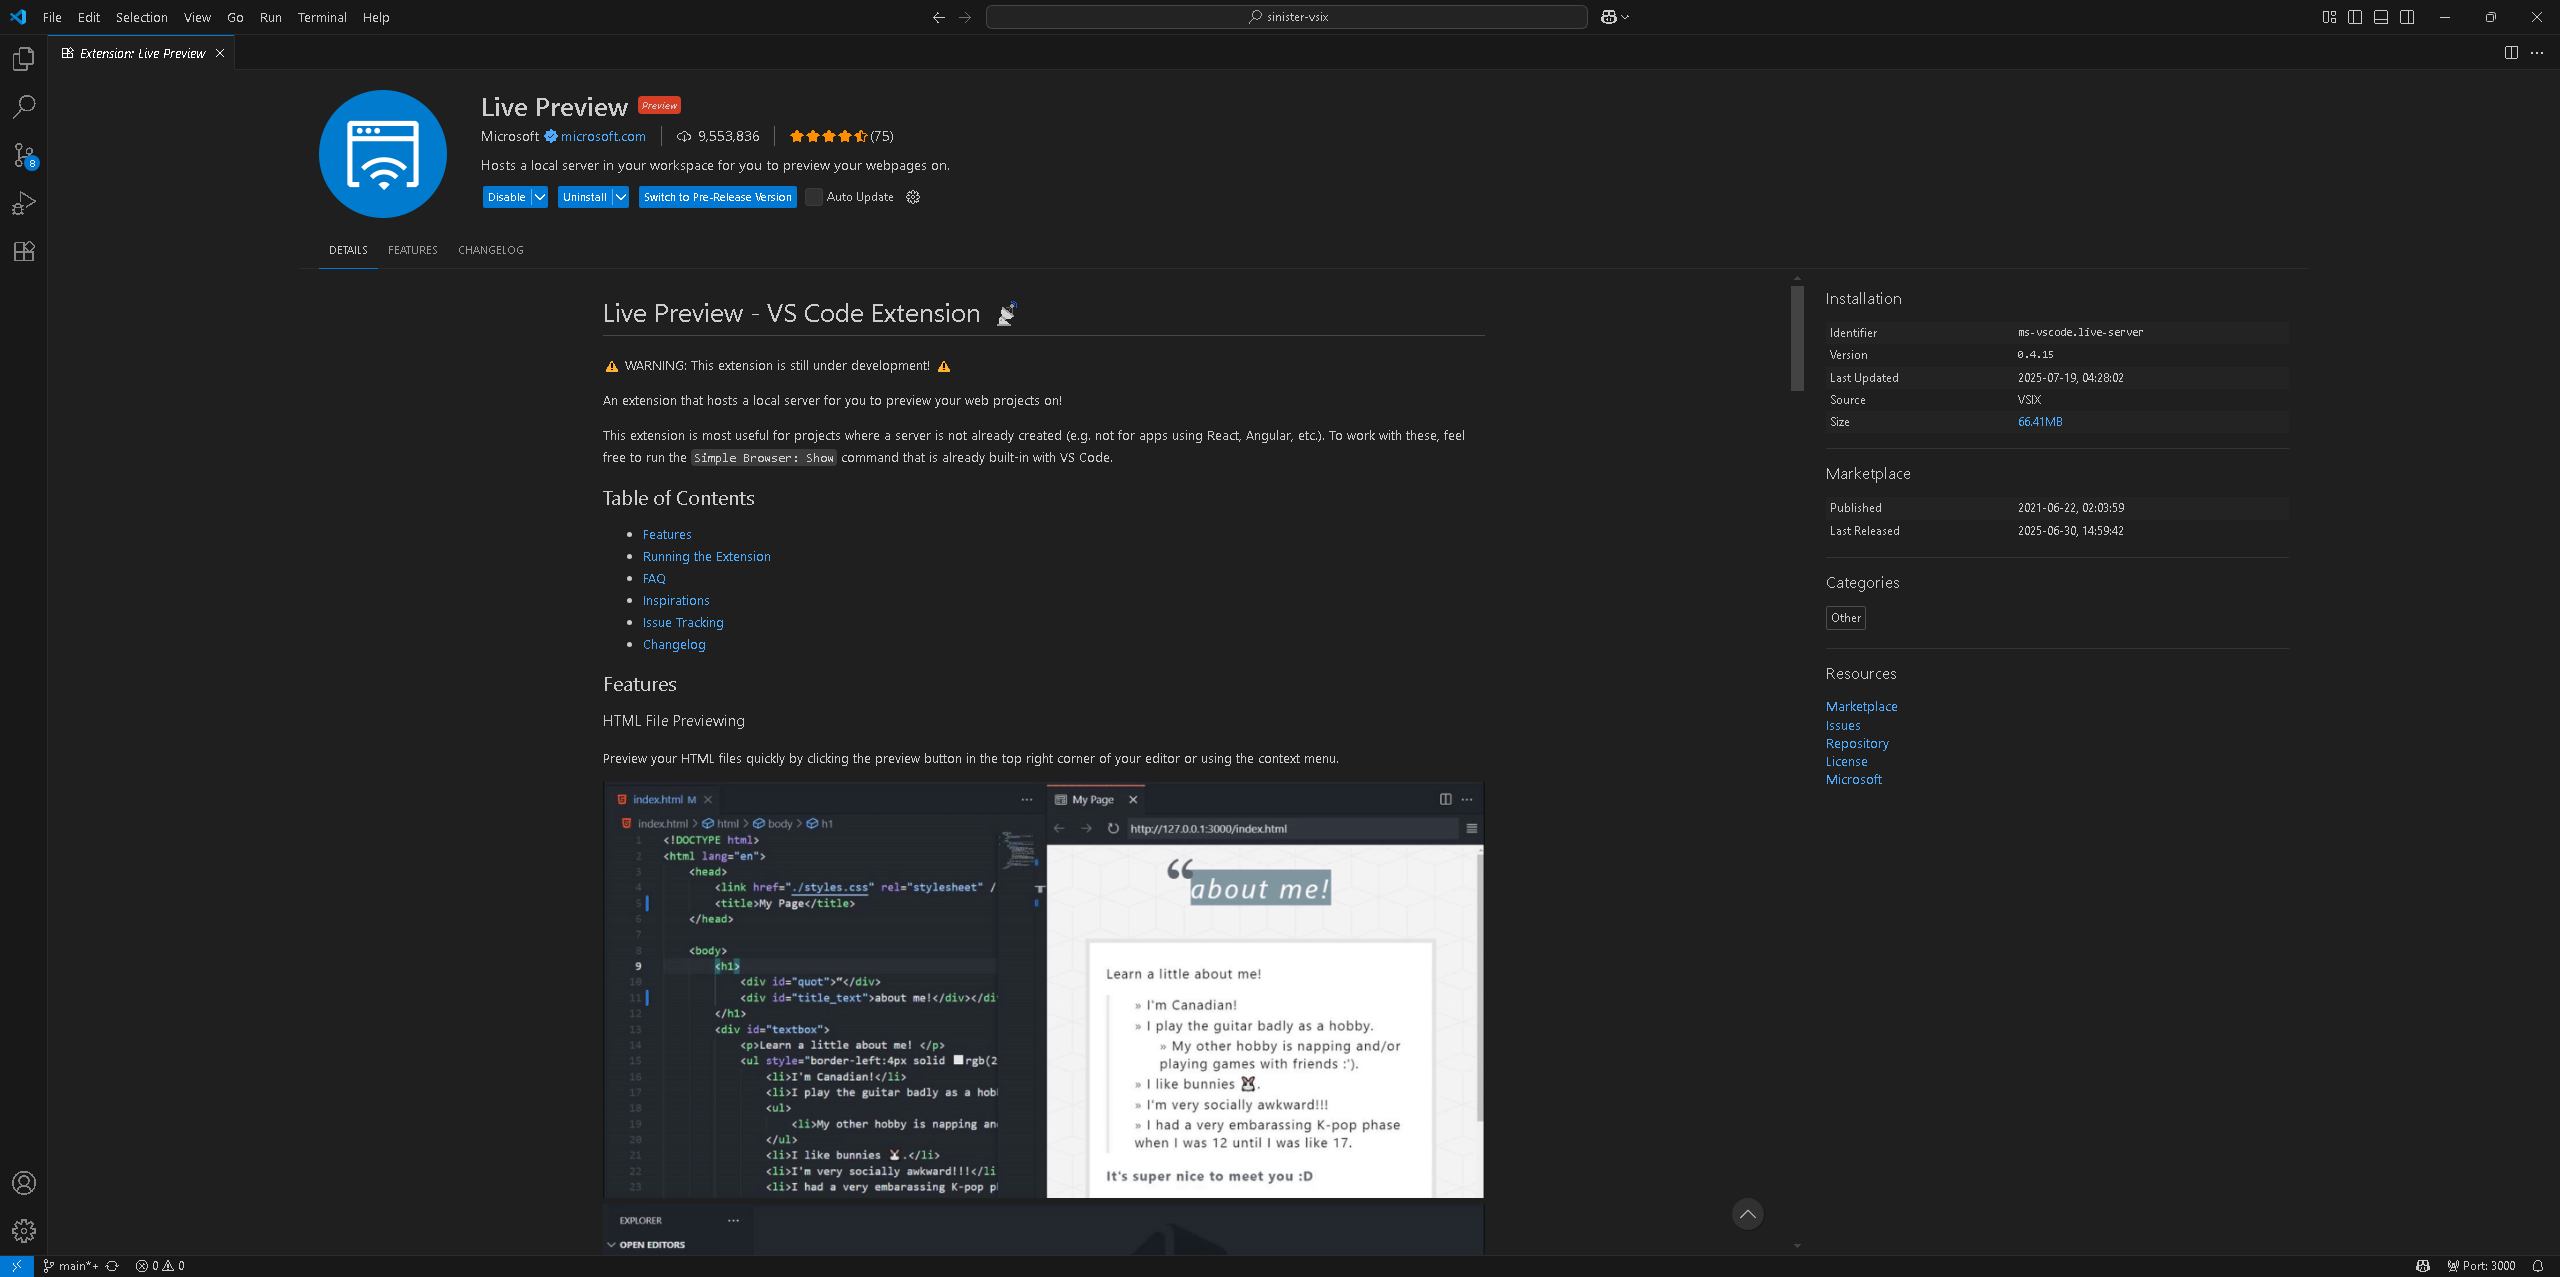 File Edit Selection View Go Run Terminal Help
sinister-vsix
Extension: Live Preview
8
Live Preview Preview
Microsoft microsoft.com 9,553,836 (75)
Hosts a local server in your workspace for you to preview your webpages on.
Disable Uninstall Switch to Pre-Release Version Auto Update
DETAILS FEATURES CHANGELOG
Live Preview - VS Code Extension
WARNING: This extension is still under development!
An extension that hosts a local server for you to preview your web projects on!
This extension is most useful for projects where a server is not already created (e.g. not for apps using React, Angular, etc.). To work with these, feel
free to run the Simple Browser: Show command that is already built-in with VS Code.
Table of Contents
• Features
• Running the Extension
• FAQ
• Inspirations
• Issue Tracking
• Changelog
Features
HTML File Previewing
Preview your HTML files quickly by clicking the preview button in the top right corner of your editor or using the context menu.
index.html M
index.html > html > body > h1
1 <!DOCTYPE html>
2 <html lang="en">
3 <head>
4 <link href="./styles.css" rel="stylesheet" /
5 <title>My Page</title>
6 </head>
7
8 <body>
9 <h1>
10 <div id="quot">“</div>
11 <div id="title_text">about me!</div></di
12 </h1>
13 <div id="textbox">
14 <p>Learn a little about me! </p>
15 <ul style="border-left:4px solid rgb(2
16 <li>I'm Canadian!</li>
17 <li>I play the guitar badly as a hob
18 <ul>
19 <li>My other hobby is napping an
20 </ul>
21 <li>I like bunnies 🐰.</li>
22 <li>I'm very socially awkward!!!</li
23 <li>I had a very embarassing K-pop p
My Page
http://127.0.0.1:3000/index.html
“
about me!
Learn a little about me!
» I'm Canadian!
» I play the guitar badly as a hobby.
» My other hobby is napping and/or
playing games with friends :').
» I like bunnies 🐰.
» I'm very socially awkward!!!
» I had a very embarassing K-pop phase
when I was 12 until I was like 17.
It's super nice to meet you :D
EXPLORER
OPEN EDITORS
Installation
Identifier ms-vscode.live-server
Version 0.4.15
Last Updated 2025-07-19, 04:28:02
Source VSIX
Size 66.41MB
Marketplace
Published 2021-06-22, 02:03:59
Last Released 2025-06-30, 14:59:42
Categories
Other
Resources
Marketplace
Issues
Repository
License
Microsoft
main*+ 0 0 Port: 3000